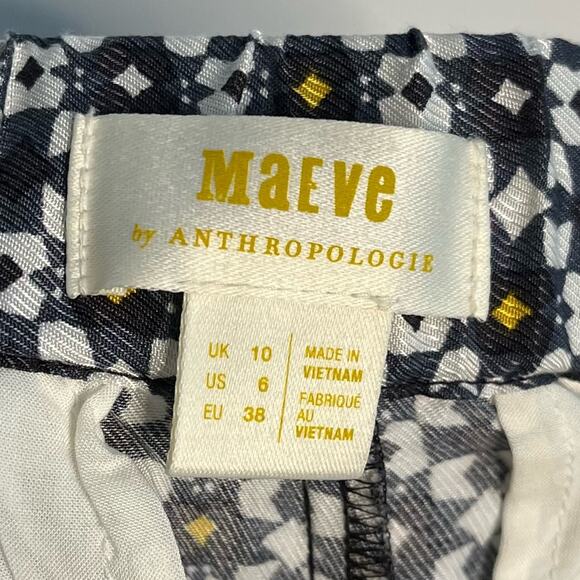 MaEve
by ANTHROPOLOGIE
UK 10
US 6
EU 38
MADE IN
VIETNAM
FABRIQUÉ
AU
VIETNAM